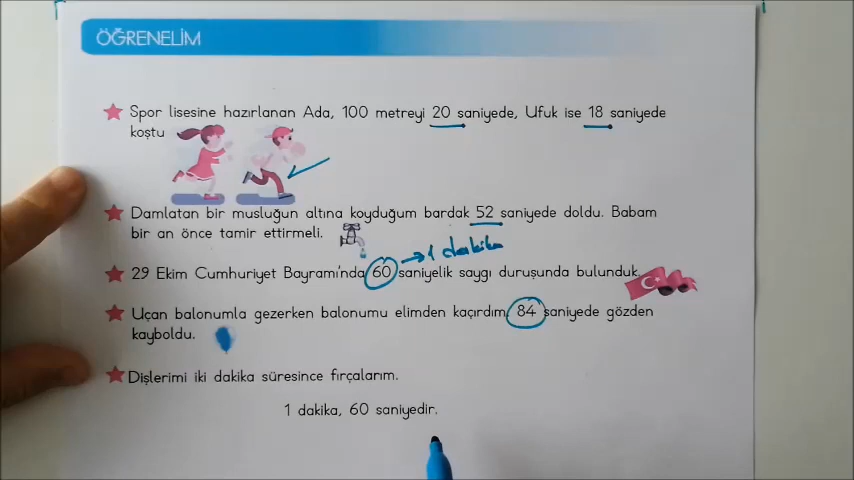 ÖĞRENELİM
Spor lisesine hazırlanan Ada, 100 metreyi 20 saniyede, Ufuk ise 18 saniyede
koştu
Damlatan bir musluğun altına koyduğum bardak 52 saniyede doldu. Babam
bir an önce tamir ettirmeli.
1 dakika
29 Ekim Cumhuriyet Bayramı'nda 60 saniyelik saygı duruşunda bulunduk.
Uçan balonumla gezerken balonumu elimden kaçırdım. 84 saniyede gözden
kayboldu.
Dişlerimi iki dakika süresince fırçalarım.
1 dakika, 60 saniyedir.